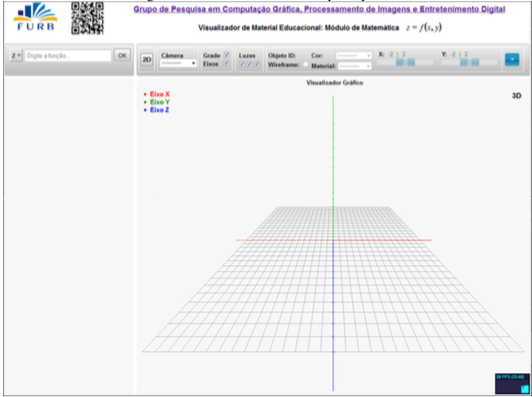 Grupo de Pesquisa em Computação Gráfica, Processamento de Imagens e Entretenimento Digital
FURB
Visualizador de Material Educacional: Módulo de Matemática z = f(x, y)
Z = Digite a função... OK
2D Câmera Grade Luzes Objeto ID: Cor: X: -2 | 2 Y: -2 | 2
Eixos Wireframe: Material:
Visualizador Gráfico
Eixo X
Eixo Y
Eixo Z
3D